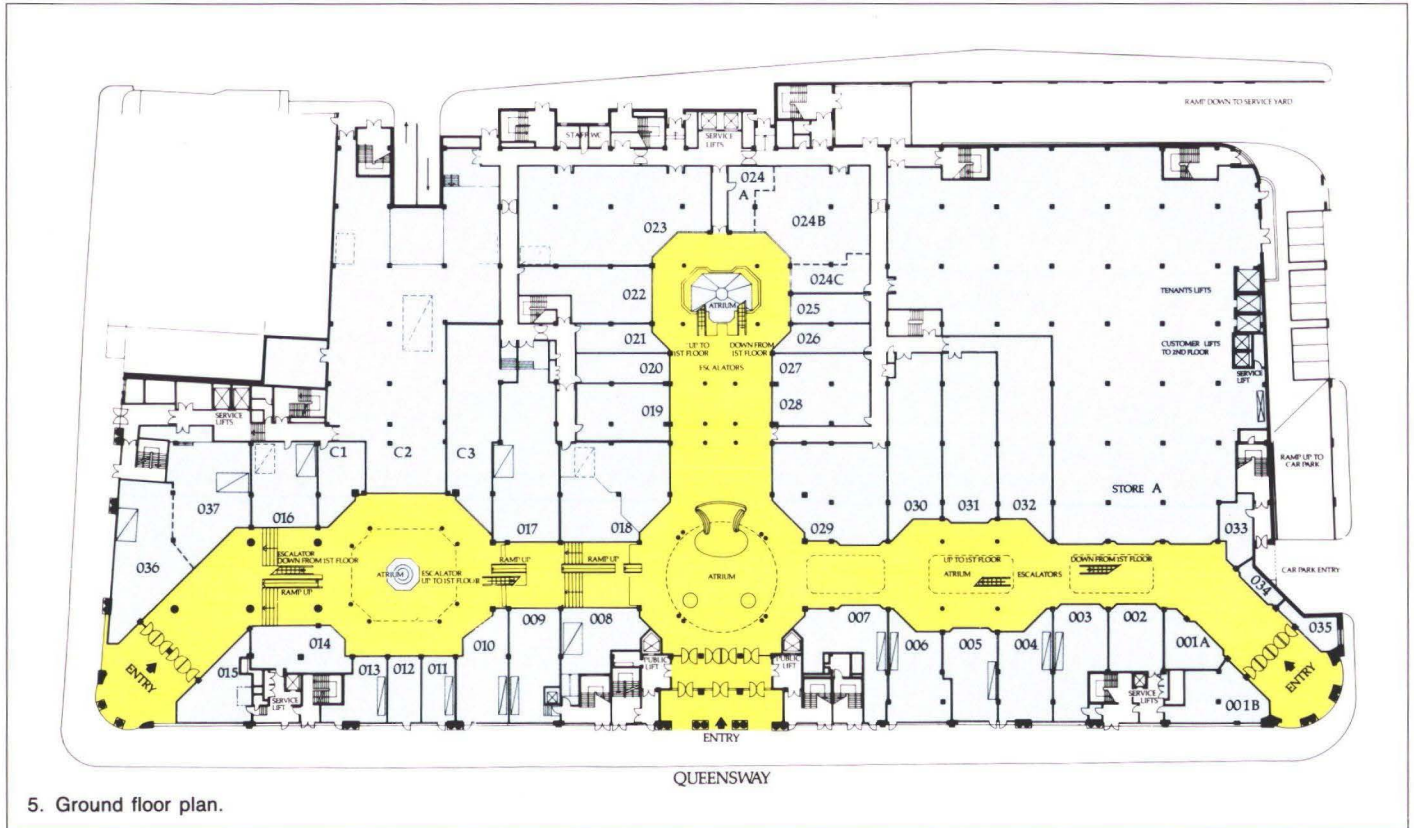 RAMP DOWN TO SERVICE YARD
STAFF WC
SERVICE
LIFTS
024
A
023
024B
022
024C
ATRIUM
025
TENANTS LIFTS
021
UP TO
1ST FLOOR
DOWN FROM
1ST FLOOR
026
CUSTOMER LIFTS
TO 2ND FLOOR
020
ESCALATORS
027
SERVICE
LIFT
019
028
SERVICE
LIFTS
C1
C2
C3
RAMP UP TO
CAR PARK
037
STORE A
016
017
018
029
030
031
032
033
036
ESCALATOR
DOWN FROM 1ST FLOOR
RAMP UP
ATRIUM
ESCALATOR
UP TO 1ST FLOOR
RAMP UP
RAMP UP
ATRIUM
UP TO 1ST FLOOR
ATRIUM
ESCALATORS
DOWN FROM 1ST FLOOR
CAR PARK ENTRY
034
035
014
010
009
008
007
006
005
004
003
002
001A
ENTRY
015
013
012
011
PUBLIC
LIFT
PUBLIC
LIFT
ENTRY
SERVICE
LIFT
SERVICE
LIFTS
001B
ENTRY
QUEENSWAY
5. Ground floor plan.